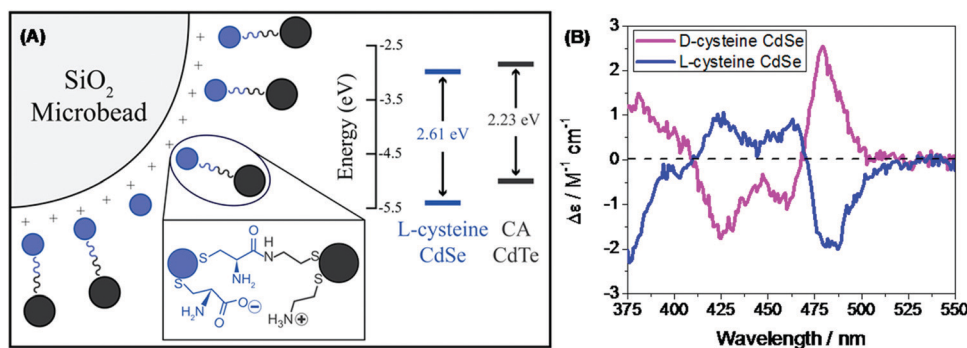 (A)
SiO2
Microbead
+ + + + + + + + + +
Energy (eV)
-2.5
-3.5
-4.5
-5.5
2.61 eV
2.23 eV
L-cysteine
CdSe
CA
CdTe
O
S
N
H
S
NH2
S
H2N
O
O⊖
S
H3N⊕
(B)
D-cysteine CdSe
L-cysteine CdSe
Δε / M-1 cm-1
3
2
1
0
-1
-2
-3
375 400 425 450 475 500 525 550
Wavelength / nm